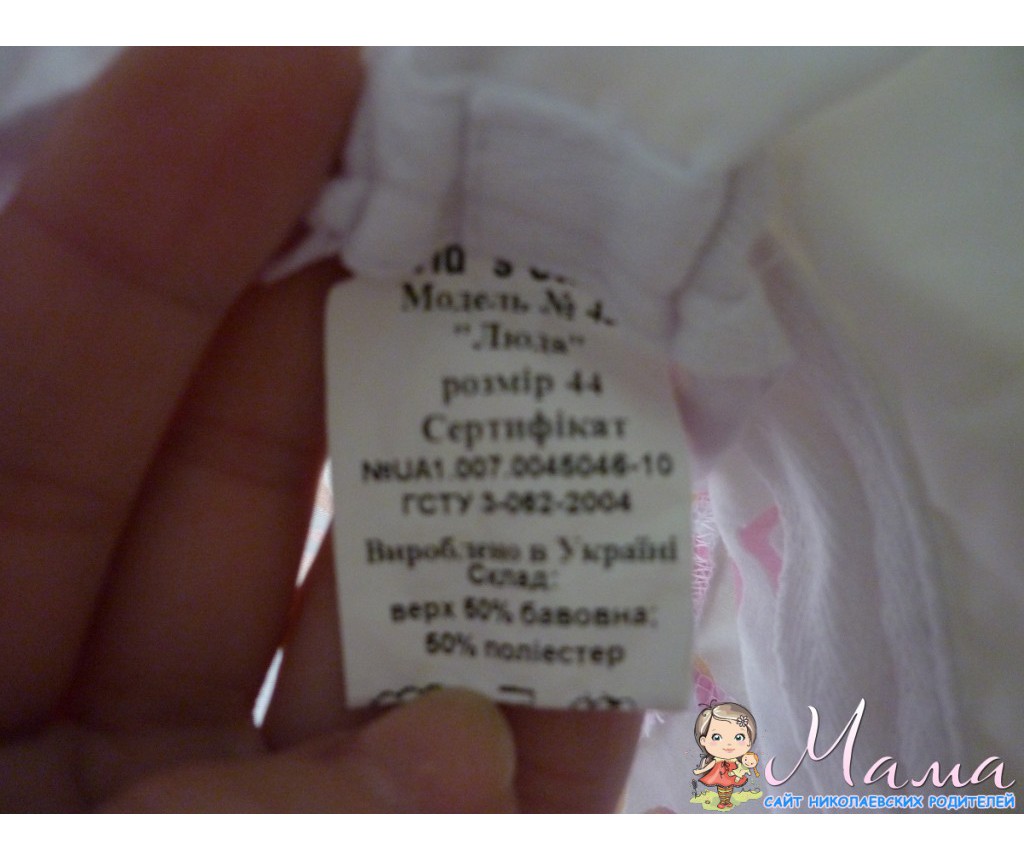 Модель №
"Люда"
розмір 44
Сертифікат
№UA1.007.0045046-10
ГСТУ 3-062-2004
Вироблено в Україні
Склад:
верх 50% бавовна;
50% поліестер
Мама
САЙТ НИКОЛАЕВСКИХ РОДИТЕЛЕЙ